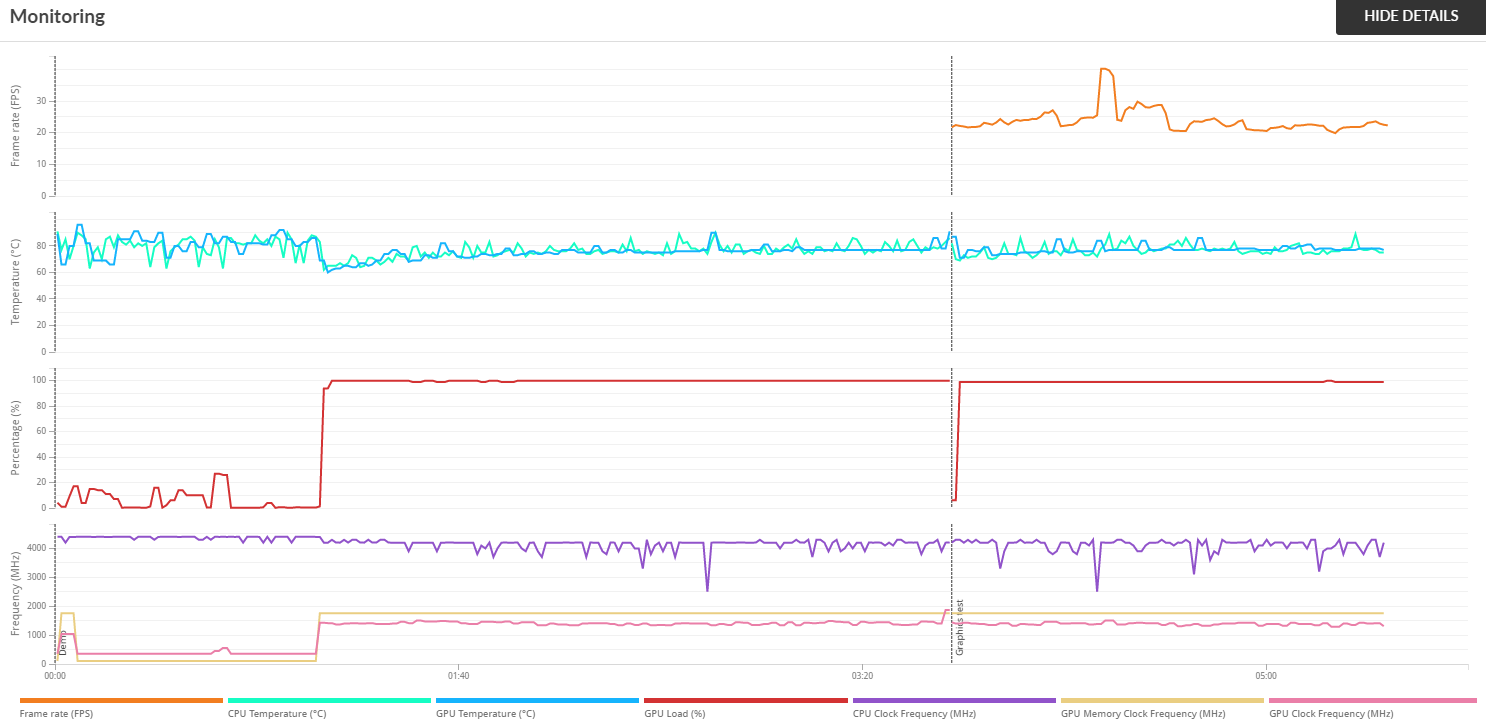 Monitoring
HIDE DETAILS
Frame rate (FPS)
30
20
10
0
Temperature (°C)
80
60
40
20
0
Percentage (%)
100
80
60
40
20
0
Frequency (MHz)
4000
3000
2000
1000
0
Demo
Graphics test
00:00
01:40
03:20
05:00
Frame rate (FPS)
CPU Temperature (°C)
GPU Temperature (°C)
GPU Load (%)
CPU Clock Frequency (MHz)
GPU Memory Clock Frequency (MHz)
GPU Clock Frequency (MHz)